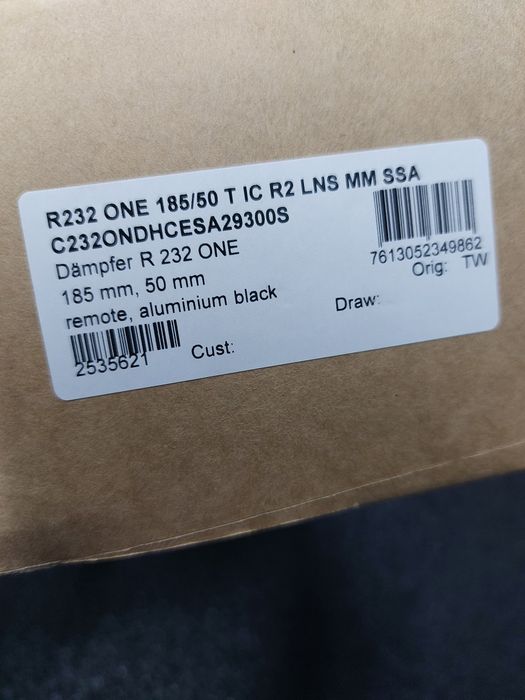 R232 ONE 185/50 T IC R2 LNS MM SSA
C232ONDHCESA29300S
Dämpfer R 232 ONE
185 mm, 50 mm
remote, aluminium black
7613052349862
Orig: TW
Draw:
2535621
Cust: